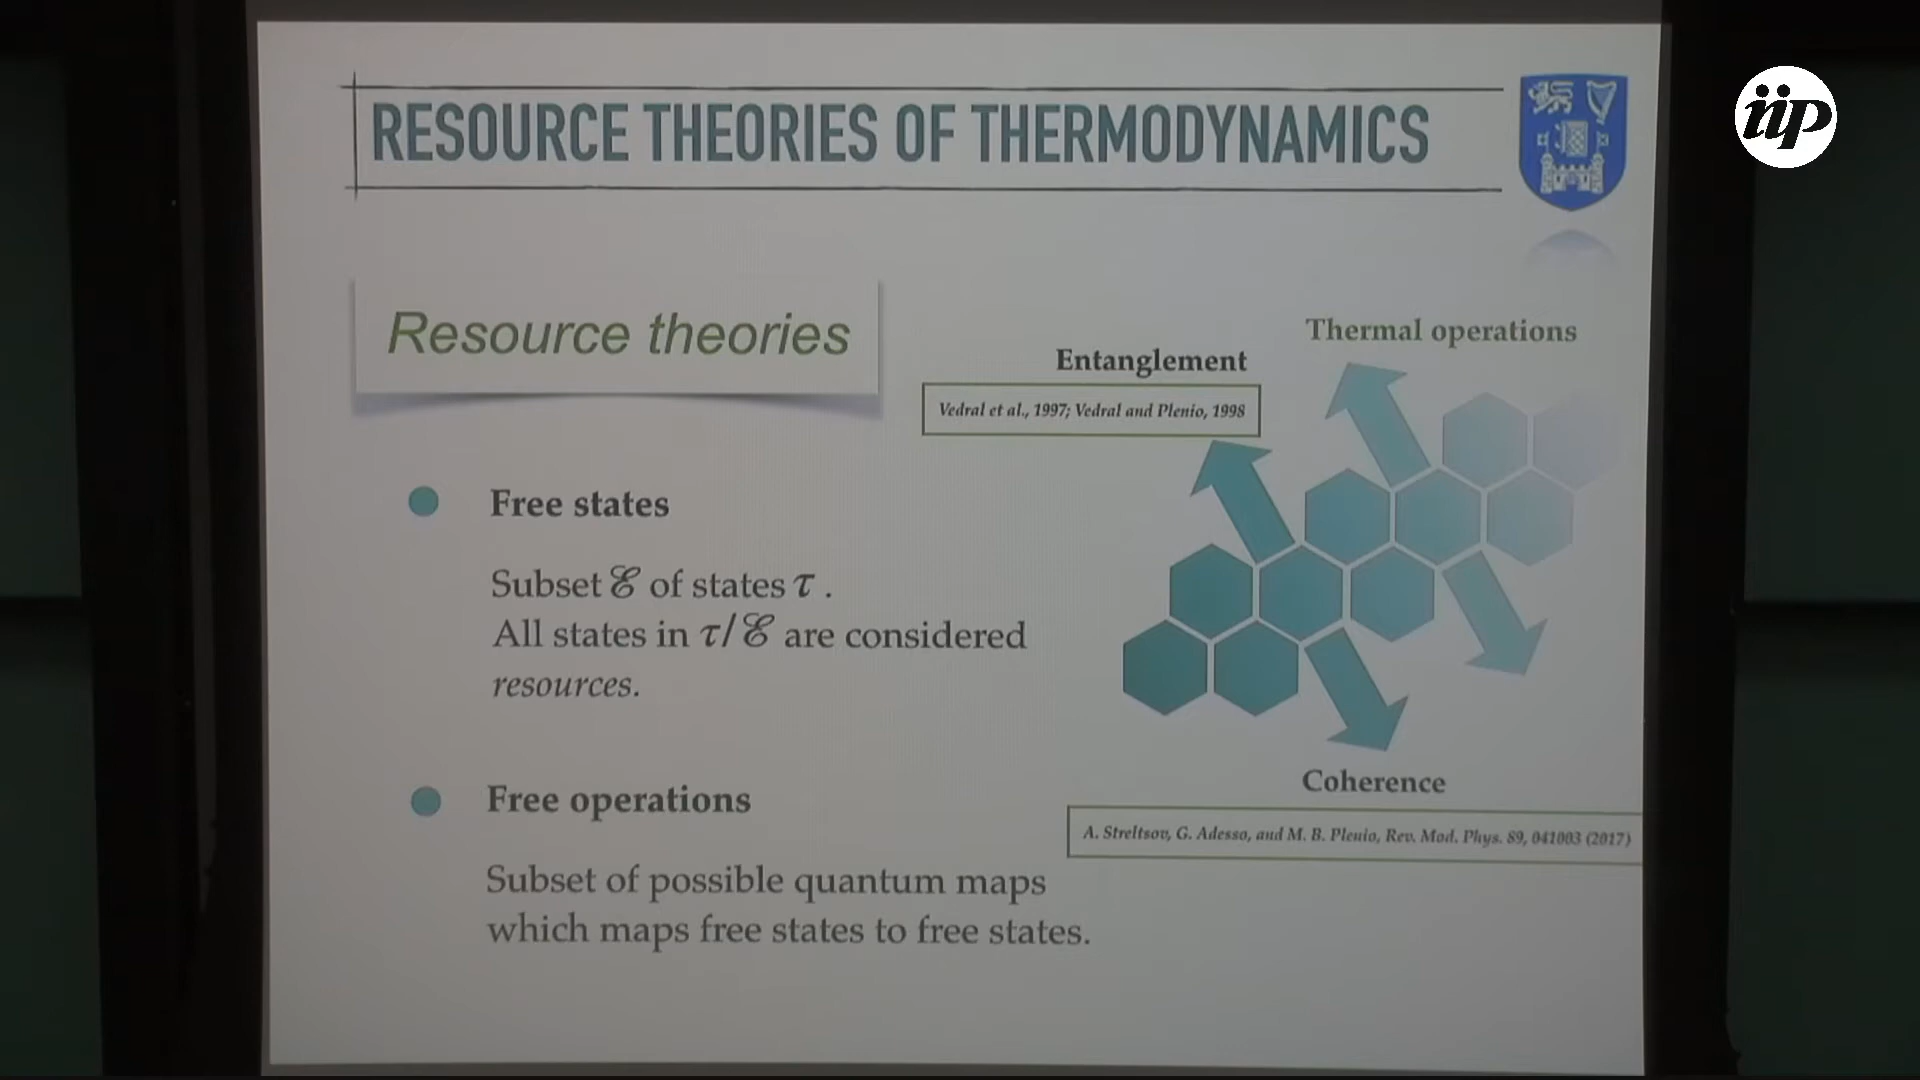 RESOURCE THEORIES OF THERMODYNAMICS
iip
Resource theories
Thermal operations
Entanglement
Vedral et al., 1997; Vedral and Plenio, 1998
Free states
Subset ℰ of states τ .
All states in τ/ℰ are considered
resources.
Coherence
A. Streltsov, G. Adesso, and M. B. Plenio, Rev. Mod. Phys. 89, 041003 (2017)
Free operations
Subset of possible quantum maps
which maps free states to free states.